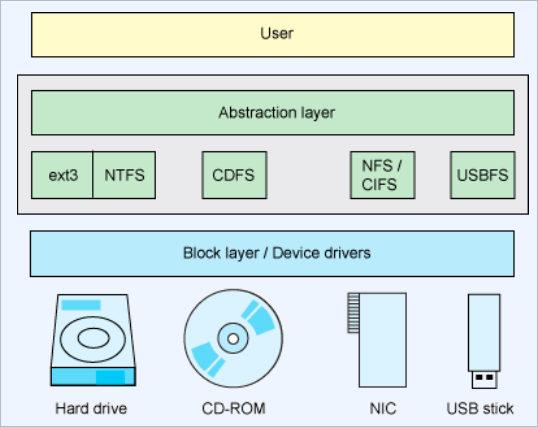 User
Abstraction layer
ext3 NTFS CDFS NFS / CIFS USBFS
Block layer / Device drivers
Hard drive CD-ROM NIC USB stick